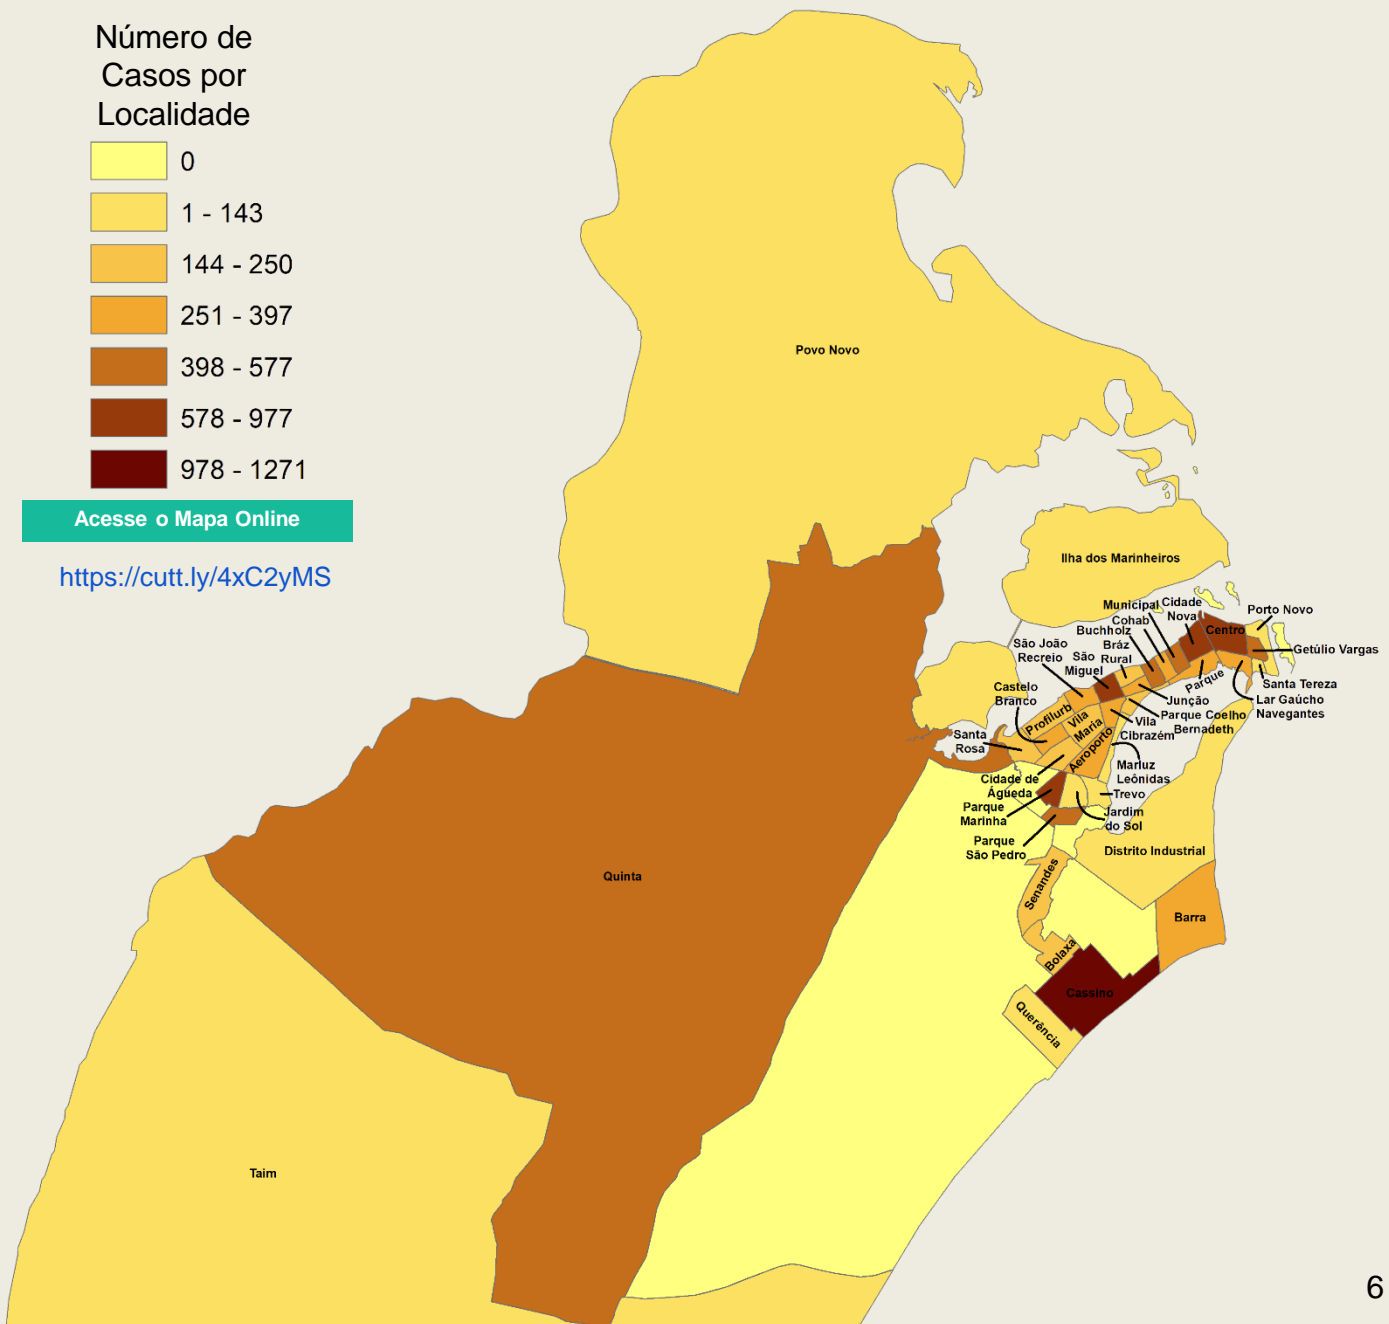 Número de
Casos por
Localidade
0
1 - 143
144 - 250
251 - 397
398 - 577
578 - 977
978 - 1271
Acesse o Mapa Online
https://cutt.ly/4xC2yMS
Povo Novo
Ilha dos Marinheiros
Municipal
Cidade
Nova
Cohab
Buchholz
Bráz
Rural
Centro
Porto Novo
Getúlio Vargas
São João
Recreio
São
Miguel
Parque
Santa Tereza
Lar Gaúcho
Navegantes
Castelo
Branco
Junção
Parque Coelho
Bernadeth
Profilurb
Vila
Maria
Vila
Cibrazém
Santa
Rosa
Aeroporto
Marluz
Leônidas
Cidade de
Águeda
Trevo
Parque
Marinha
Jardim
do Sol
Parque
São Pedro
Distrito Industrial
Quinta
Senandes
Barra
Bolaxa
Cassino
Querência
Taim
6